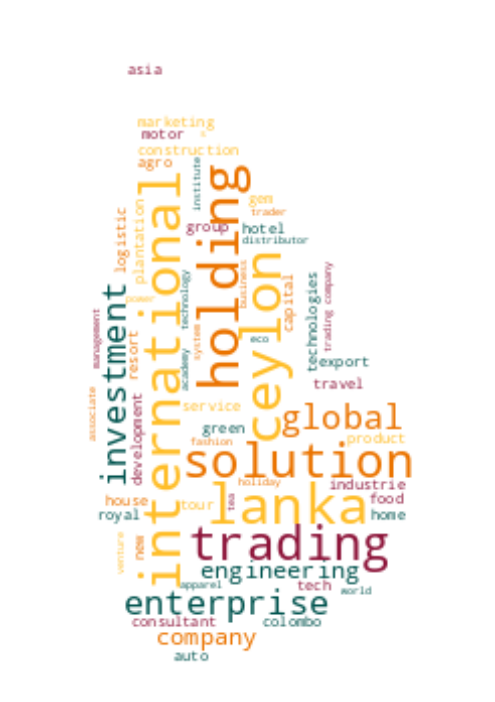 asia
marketing
motor
s
construction
agro
institute
holding
international
gem
plantation
logistic
trader
group
hotel
distributor
ceylon
business
capital
technologies
trading company
technology
investment
power
management
system
resort
eco
academy
export
travel
associate
development
service
global
green
fashion
product
solution
holiday
industrie
lanka
tea
food
house
tour
royal
home
trading
new
venture
engineering
apparel
tech
world
enterprise
consultant
colombo
company
auto